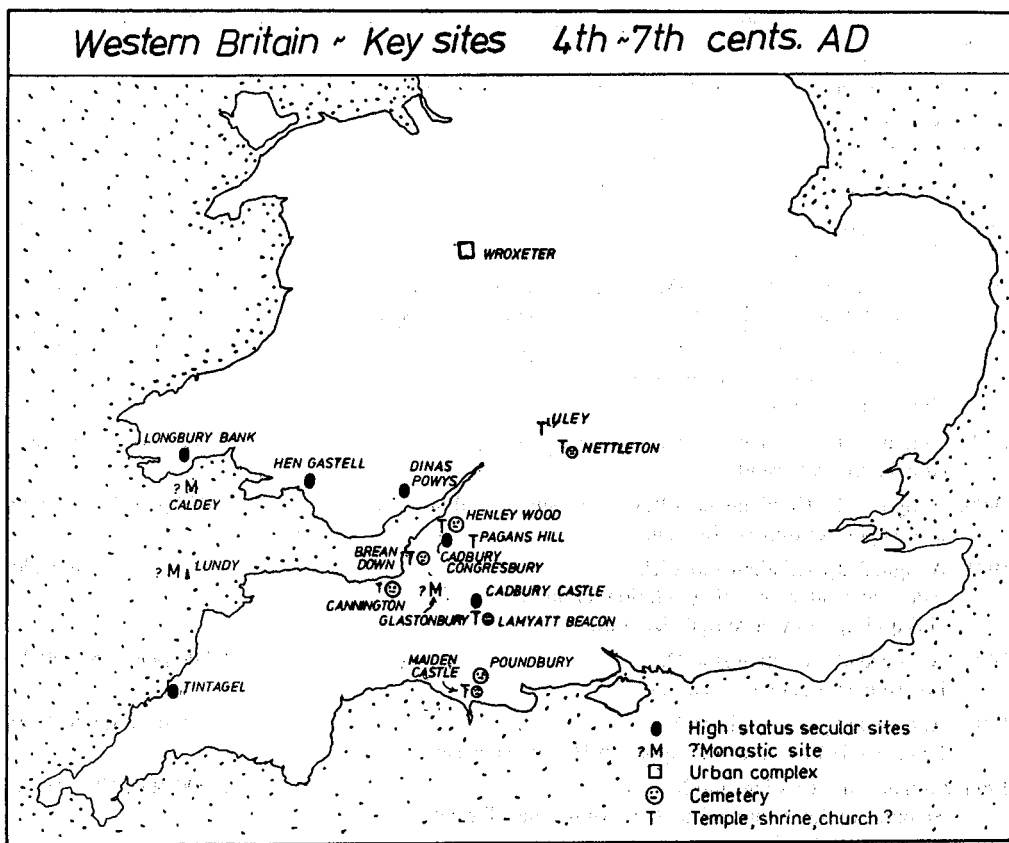 Western Britain ~ Key sites 4th~7th cents. AD
WROXETER
ULEY
T
T
NETTLETON
LONGBURY BANK
HEN GASTELL
DINAS
POWYS
? M
CALDEY
T
HENLEY WOOD
T
PAGANS HILL
BREAN
DOWN
T
CADBURY
CONGRESBURY
? M
LUNDY
T
CANNINGTON
? M
GLASTONBURY
CADBURY CASTLE
T
LAMYATT BEACON
MAIDEN
CASTLE
T
POUNDBURY
TINTAGEL
High status secular sites
? M ?Monastic site
Urban complex
Cemetery
T Temple, shrine, church ?